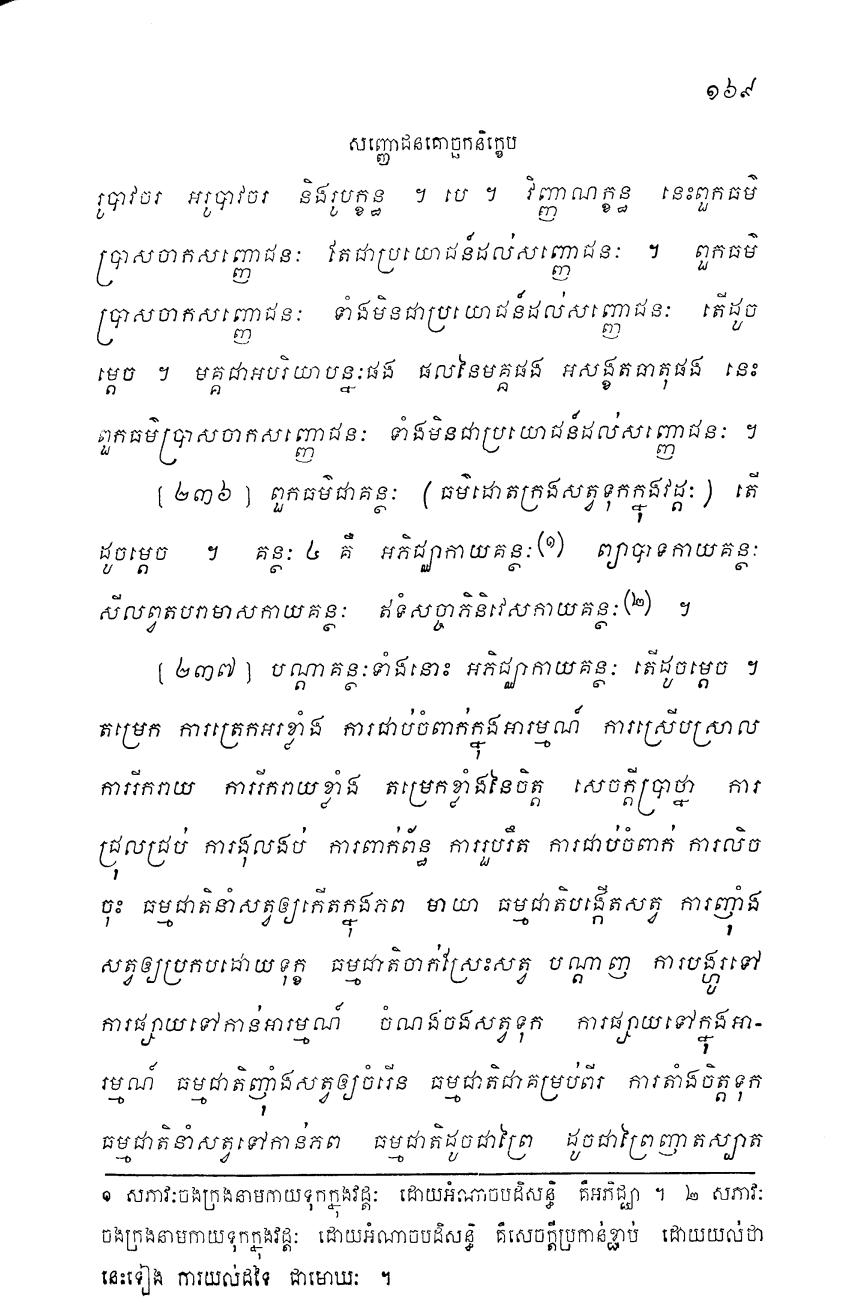 ១៦៩
សញ្ញោជនគោច្ឆកនិក្ខេប
រូបាវចរ អរូបាវចរ និងរូបក្ខន្ធ ។ បេ ។ វិញ្ញាណក្ខន្ធ នេះពួកធម៌
ប្រាសចាកសញ្ញោជនៈ តែជាប្រយោជន៍ដល់សញ្ញោជនៈ ។ ពួកធម៌
ប្រាសចាកសញ្ញោជនៈ ទាំងមិនជាប្រយោជន៍ដល់សញ្ញោជនៈ តើដូច
ម្តេច ។ មគ្គជាអបរិយាបន្នៈផង ផលនៃមគ្គផង អសង្ខតធាតុផង នេះ
ពួកធម៌ប្រាសចាកសញ្ញោជនៈ ទាំងមិនជាប្រយោជន៍ដល់សញ្ញោជនៈ ។
[ ២៣៦ ] ពួកធម៌ជាគន្ថៈ ( ធម៌ដោតក្រងសត្វទុកក្នុងវដ្តៈ ) តើ
ដូចម្តេច ។ គន្ថៈ ៤ គឺ អភិជ្ឈាកាយគន្ថៈ(១) ព្យាបាទកាយគន្ថៈ
សីលព្វតបរាមាសកាយគន្ថៈ ឥទំសច្ចាភិនិវេសកាយគន្ថៈ(២) ។
[ ២៣៧ ] បណ្តាគន្ថៈទាំងនោះ អភិជ្ឈាកាយគន្ថៈ តើដូចម្តេច ។
តម្រេក ការត្រេកអរខ្លាំង ការជាប់ចំពាក់ក្នុងអារម្មណ៍ ការស្រើបស្រាល
ការរីករាយ ការរីករាយខ្លាំង តម្រេកខ្លាំងនៃចិត្ត សេចក្តីប្រាថ្នា ការ
ជ្រុលជ្រប់ ការងុលងប់ ការពាក់ព័ន្ធ ការរួបរឹត ការជាប់ចំពាក់ ការលិច
ចុះ ធម្មជាតិនាំសត្វឲ្យកើតក្នុងភព មាយា ធម្មជាតិបង្កើតសត្វ ការញុំាង
សត្វឲ្យប្រកបដោយទុក្ខ ធម្មជាតិចាក់ស្រែះសត្វ បណ្តាញ ការបង្ហូរទៅ
ការផ្សាយទៅកាន់អារម្មណ៍ ចំណងចងសត្វទុក ការផ្សាយទៅក្នុងអា-
រម្មណ៍ ធម្មជាតិញុំាងសត្វឲ្យចំរើន ធម្មជាតិជាគម្រប់ពីរ ការតាំងចិត្តទុក
ធម្មជាតិនាំសត្វទៅកាន់ភព ធម្មជាតិដូចជាព្រៃ ដូចជាព្រៃញាតស្បាត
១ សភាវៈចងក្រងនាមកាយទុកក្នុងវដ្តៈ ដោយអំណាចបដិសន្ធិ គឺអភិជ្ឈា ។ ២ សភាវៈ
ចងក្រងនាមកាយទុកក្នុងវដ្តៈ ដោយអំណាចបដិសន្ធិ គឺសេចក្តីប្រកាន់ខ្ជាប់ ដោយយល់ថា
នេះទៀង ការយល់ដទៃ ជាមោឃៈ ។